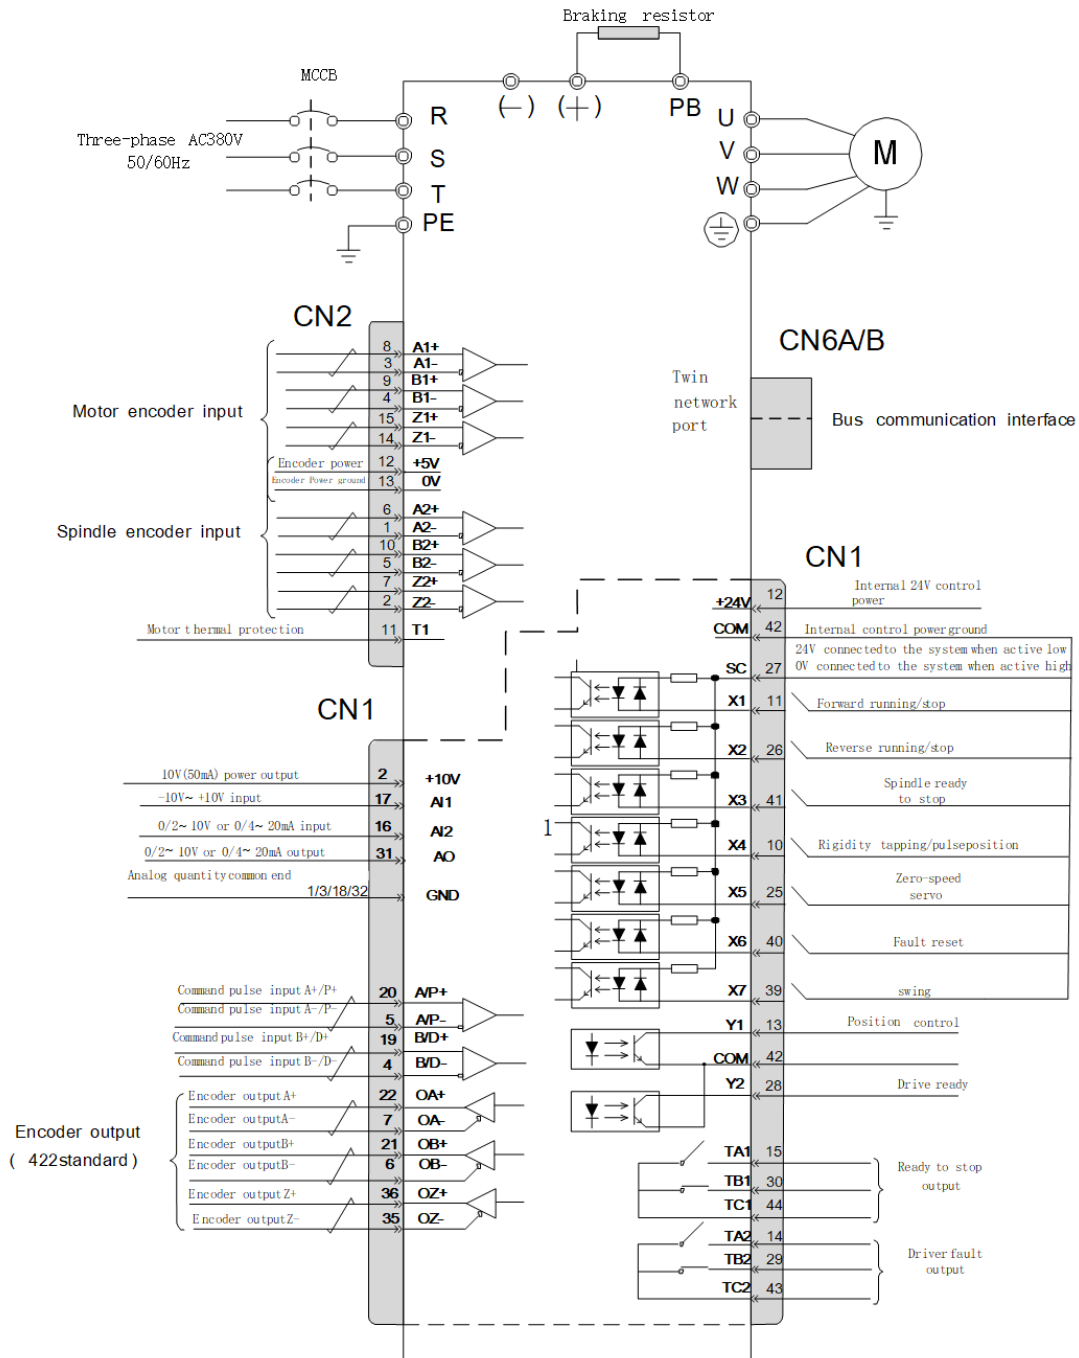 Braking resistor
MCCB
(—)
(+)
PB
R
U
Three-phase AC380V
50/60Hz
S
V
M
T
W
PE
CN2
CN6A/B
8 A1+
3 A1-
9 B1+
4 B1-
15 Z1+
14 Z1-
Motor encoder input
Encoder power 12 +5V
Encoder Power ground 13 0V
Twin
network
port
Bus communication interface
6 A2+
1 A2-
10 B2+
5 B2-
7 Z2+
2 Z2-
Spindle encoder input
Motor thermal protection 11 T1
CN1
+24V 12 Internal 24V control
power
COM 42 Internal control power ground
24V connectedto the system when active low
SC 27 0V connectedto the system when active high
X1 11 Forward running/stop
X2 26 Reverse running/stop
X3 41 Spindle ready
to stop
1
X4 10 Rigidity tapping/pulseposition
X5 25 Zero-speed
servo
X6 40 Fault reset
X7 39 swing
Y1 13 Position control
COM 42
Y2 28 Drive ready
TA1 15
TB1 30
TC1 44
Ready to stop
output
TA2 14
TB2 29
TC2 43
Driver fault
output
CN1
10V(50mA) power output 2 +10V
-10V~ +10V input 17 AI1
0/2~ 10V or 0/4~ 20mA input 16 AI2
0/2~ 10V or 0/4~ 20mA output 31 AO
Analog quantity common end
1/3/18/32 GND
Command pulse input A+/P+ 20 A/P+
Command pulse input A-/P- 5 A/P-
Command pulse input B+/D+ 19 B/D+
Command pulse input B-/D- 4 B/D-
Encoder output A+ 22 OA+
Encoder outputA- 7 OA-
Encoder outputB+ 21 OB+
Encoder outputB- 6 OB-
Encoder output Z+ 36 OZ+
Encoder outputZ- 35 OZ-
Encoder output
( 422standard )